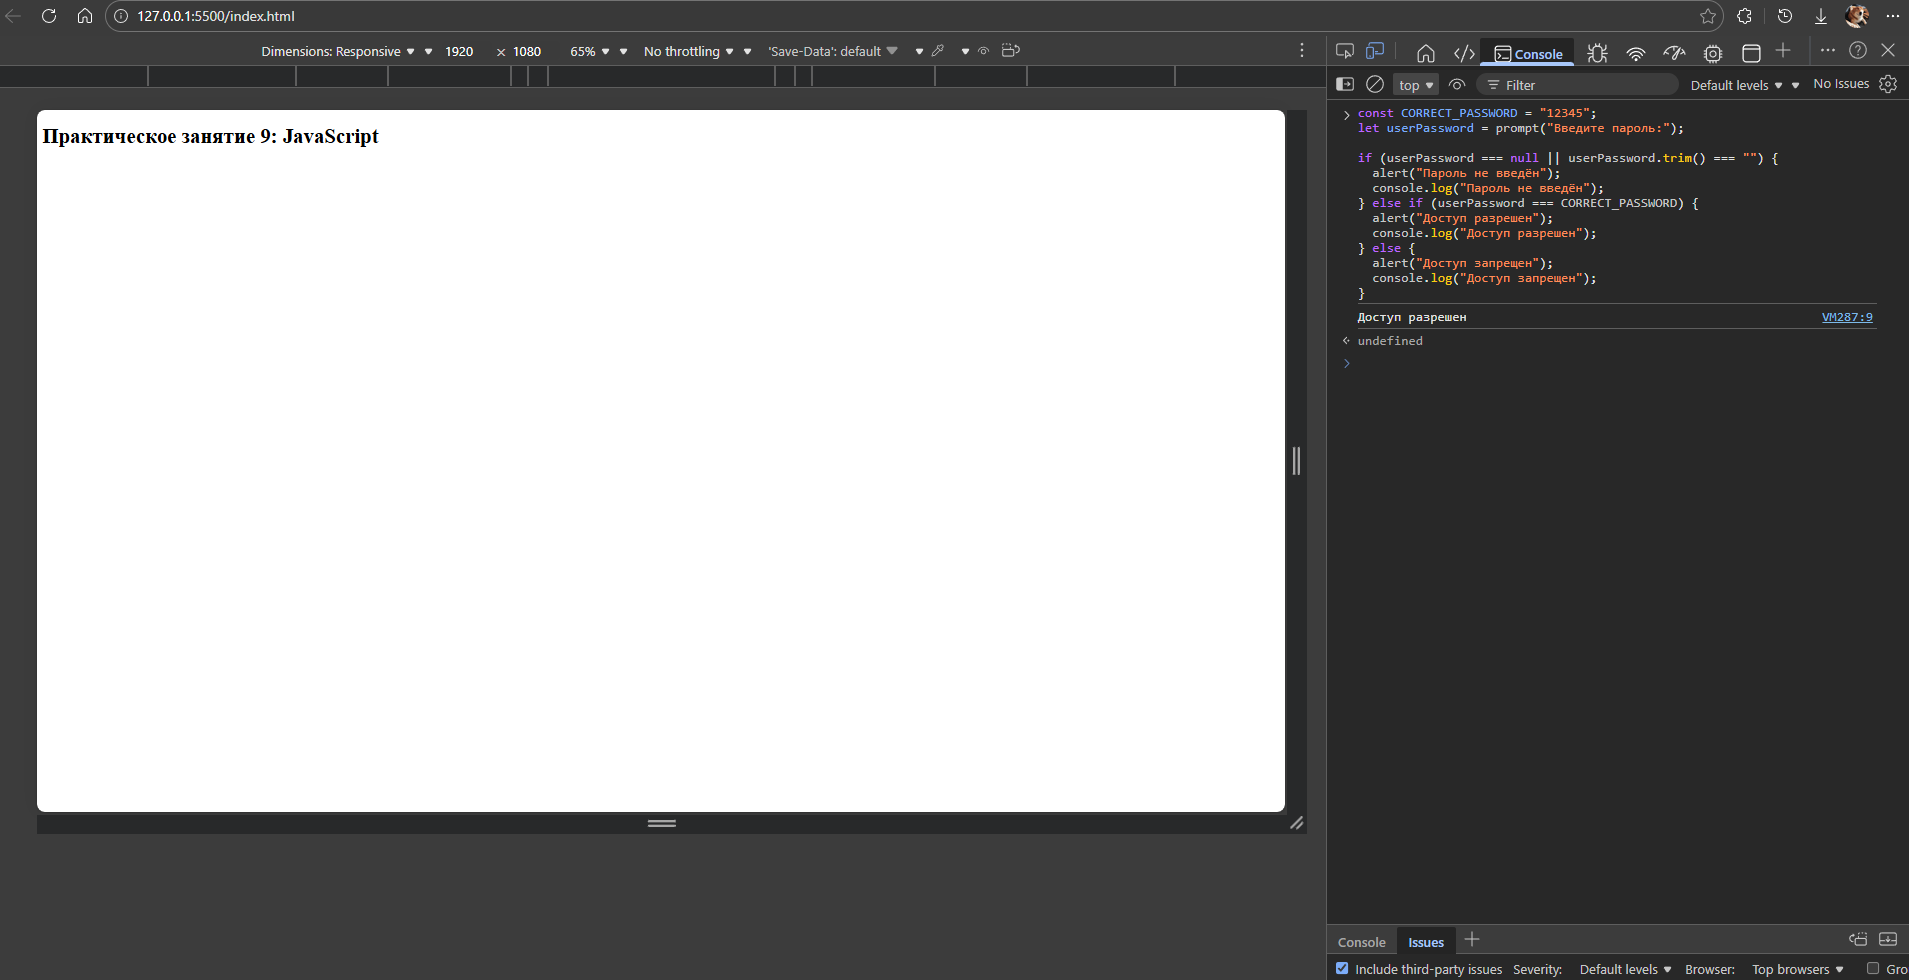 127.0.0.1:5500/index.html
Dimensions: Responsive 1920 × 1080 65% No throttling 'Save-Data': default
Console
top Filter Default levels No Issues
Практическое занятие 9: JavaScript
const CORRECT_PASSWORD = "12345";
let userPassword = prompt("Введите пароль:");
if (userPassword === null || userPassword.trim() === "") {
alert("Пароль не введён");
console.log("Пароль не введён");
} else if (userPassword === CORRECT_PASSWORD) {
alert("Доступ разрешен");
console.log("Доступ разрешен");
} else {
alert("Доступ запрещен");
console.log("Доступ запрещен");
}
Доступ разрешен VM287:9
undefined
Console Issues
Include third-party issues Severity: Default levels Browser: Top browsers Gro